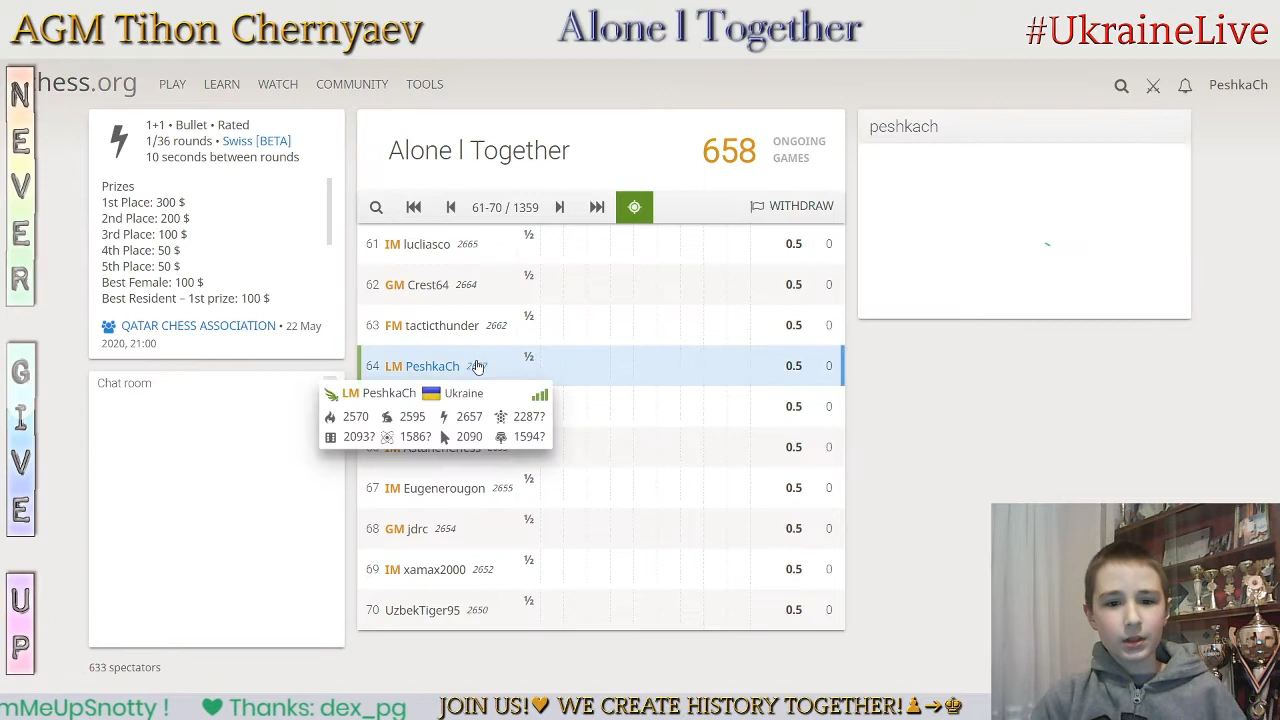 AGM Tihon Chernyaev
Alone l Together
#UkraineLive
NEVER
GIVE
UP
hess.org
PLAY
LEARN
WATCH
COMMUNITY
TOOLS
PeshkaCh
1+1 • Bullet • Rated
1/36 rounds • Swiss [BETA]
10 seconds between rounds
Prizes
1st Place: 300 $
2nd Place: 200 $
3rd Place: 100 $
4th Place: 50 $
5th Place: 50 $
Best Female: 100 $
Best Resident – 1st prize: 100 $
QATAR CHESS ASSOCIATION • 22 May
2020, 21:00
Chat room
633 spectators
Alone l Together
658 ONGOING
GAMES
61-70 / 1359
WITHDRAW
61 IM lucliasco 2665 ½ 0.5 0
62 GM Crest64 2664 ½ 0.5 0
63 FM tacticthunder 2662 ½ 0.5 0
64 LM PeshkaCh ½ 0.5 0
LM PeshkaCh Ukraine
2570 2595 2657 2287?
2093? 1586? 2090 1594?
0.5 0
0.5 0
67 IM Eugenerougon 2655 ½ 0.5 0
68 GM jdrc 2654 ½ 0.5 0
69 IM xamax2000 2652 ½ 0.5 0
70 UzbekTiger95 2650 ½ 0.5 0
peshkach
mMeUpSnotty !
Thanks: dex_pg
JOIN US!♥ WE CREATE HISTORY TOGETHER!♟→♚